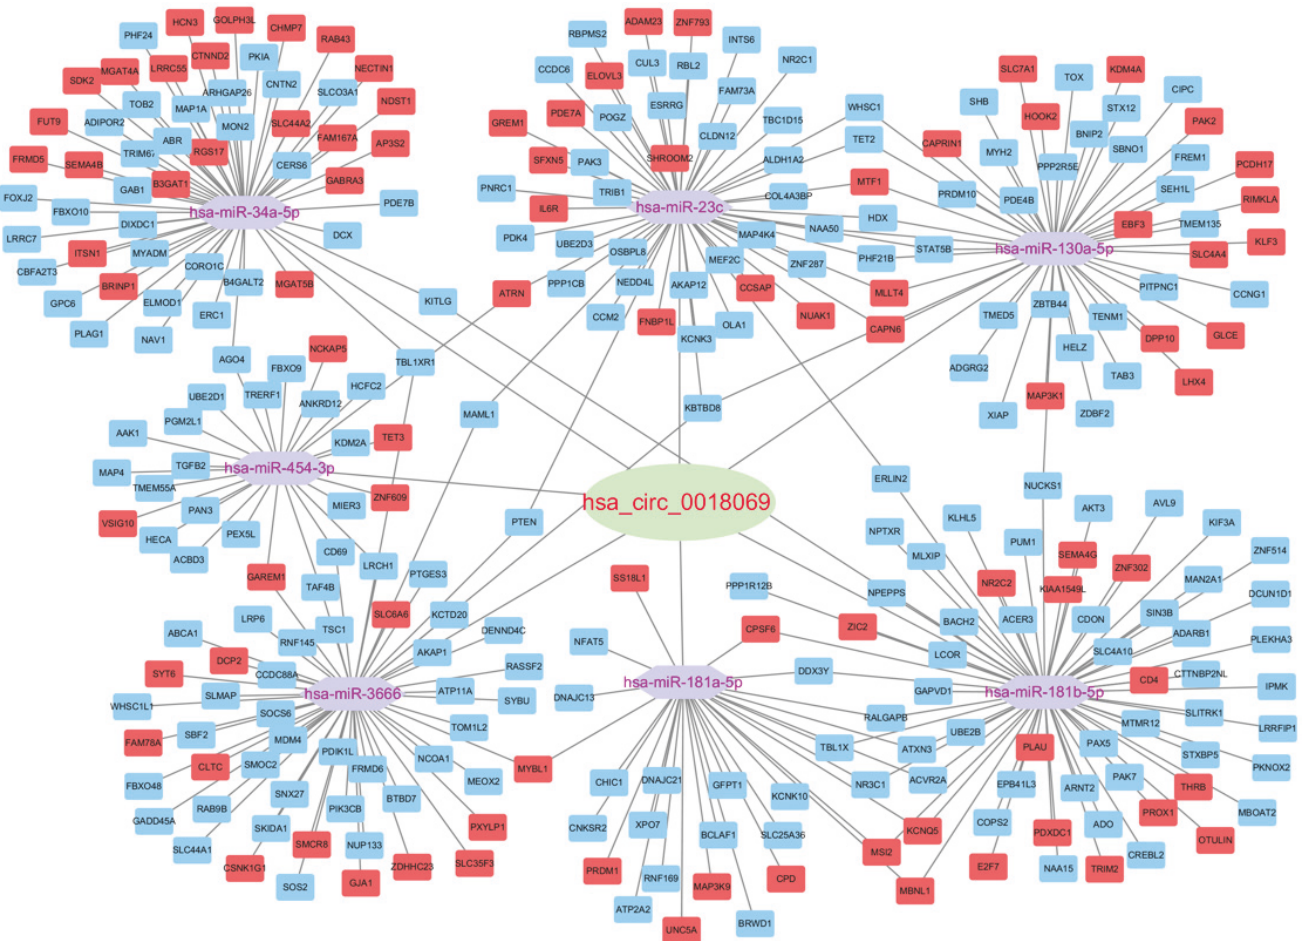 HCN3
GOLPH3L
PHF24
CHMP7
CTNND2
RAB43
PKIA
LRRC55
MGAT4A
NECTIN1
SDK2
ARHGAP26
CNTN2
SLCO3A1
TOB2
MAP1A
NDST1
FUT9
ADIPOR2
MON2
SLC44A2
FAM167A
ABR
AP3S2
TRIM67
RGS17
FRMD5
SEMA4B
CERS6
B3GAT1
GABRA3
GAB1
FOXJ2
PDE7B
FBXO10
hsa-miR-34a-5p
DIXDC1
LRRC7
DCX
ITSN1
MYADM
CBFA2T3
CORO1C
BRINP1
B4GALT2
MGAT5B
GPC6
ELMOD1
KITLG
ERC1
PLAG1
NAV1
ADAM23
ZNF793
RBPMS2
INTS6
CUL3
RBL2
NR2C1
CCDC6
ELOVL3
FAM73A
ESRRG
PDE7A
POGZ
WHSC1
GREM1
TBC1D15
CLDN12
TET2
SFXN5
PAK3
SHROOM2
ALDH1A2
CAPRIN1
PNRC1
TRIB1
MTF1
COL4A3BP
PRDM10
IL6R
hsa-miR-23c
HDX
PDK4
UBE2D3
MAP4K4
NAA50
STAT5B
OSBPL8
MEF2C
PHF21B
ZNF287
PPP1CB
NEDD4L
AKAP12
CCSAP
MLLT4
ATRN
CCM2
FNBP1L
OLA1
NUAK1
CAPN6
KCNK3
KBTBD8
SLC7A1
TOX
KDM4A
CIPC
SHB
STX12
HOOK2
PAK2
BNIP2
MYH2
SBNO1
PPP2R5E
FREM1
PCDH17
SEH1L
PDE4B
RIMKLA
EBF3
TMEM135
hsa-miR-130a-5p
KLF3
SLC4A4
PITPNC1
CCNG1
ZBTB44
TMED5
TENM1
GLCE
DPP10
HELZ
ADGRG2
TAB3
LHX4
MAP3K1
XIAP
ZDBF2
AGO4
NCKAP5
TBL1XR1
FBXO9
UBE2D1
TRERF1
HCFC2
ANKRD12
PGM2L1
MAML1
AAK1
KDM2A
TET3
hsa-miR-454-3p
MAP4
TGFB2
TMEM55A
ZNF609
MIER3
PAN3
VSIG10
PTEN
HECA
PEX5L
ACBD3
CD69
LRCH1
GAREM1
TAF4B
PTGES3
hsa_circ_0018069
ERLIN2
NUCKS1
SLC6A6
KCTD20
LRP6
TSC1
DENND4C
ABCA1
RNF145
AKAP1
DCP2
RASSF2
SYT6
CCDC88A
ATP11A
SLMAP
hsa-miR-3666
SYBU
WHSC1L1
SOCS6
TOM1L2
SBF2
FAM78A
MDM4
PDIK1L
NCOA1
CLTC
SMOC2
FRMD6
MYBL1
FBXO48
MEOX2
SNX27
BTBD7
RAB9B
PIK3CB
GADD45A
SKIDA1
PXYLP1
SLC44A1
SMCR8
NUP133
CSNK1G1
ZDHHC23
SLC35F3
SOS2
GJA1
SS18L1
PPP1R12B
NFAT5
CPSF6
ZIC2
DDX3Y
hsa-miR-181a-5p
DNAJC13
GAPVD1
RALGAPB
TBL1X
ATXN3
UBE2B
CHIC1
DNAJC21
GFPT1
NR3C1
ACVR2A
KCNK10
CNKSR2
XPO7
BCLAF1
SLC25A36
KCNQ5
MSI2
PRDM1
RNF169
MAP3K9
CPD
MBNL1
ATP2A2
UNC5A
BRWD1
AKT3
AVL9
KLHL5
KIF3A
NPTXR
PUM1
SEMA4G
ZNF514
MLXIP
ZNF302
NR2C2
MAN2A1
KIAA1549L
NPEPPS
DCUN1D1
SIN3B
BACH2
ACER3
CDON
ADARB1
PLEKHA3
LCOR
SLC4A10
CD4
CTTNBP2NL
IPMK
hsa-miR-181b-5p
SLITRK1
MTMR12
LRRFIP1
PLAU
PAX5
STXBP5
PKNOX2
PAK7
EPB41L3
ARNT2
THRB
MBOAT2
PROX1
COPS2
ADO
PDXDC1
OTULIN
CREBL2
E2F7
NAA15
TRIM2